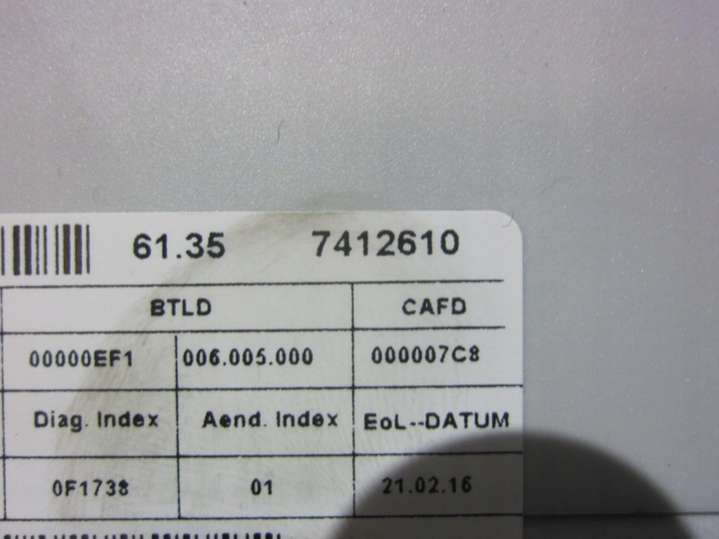 61.35 7412610
BTLD CAFD
00000EF1 006.005.000 000007C8
Diag. Index Aend. Index EoL--DATUM
0F1738 01 21.02.16